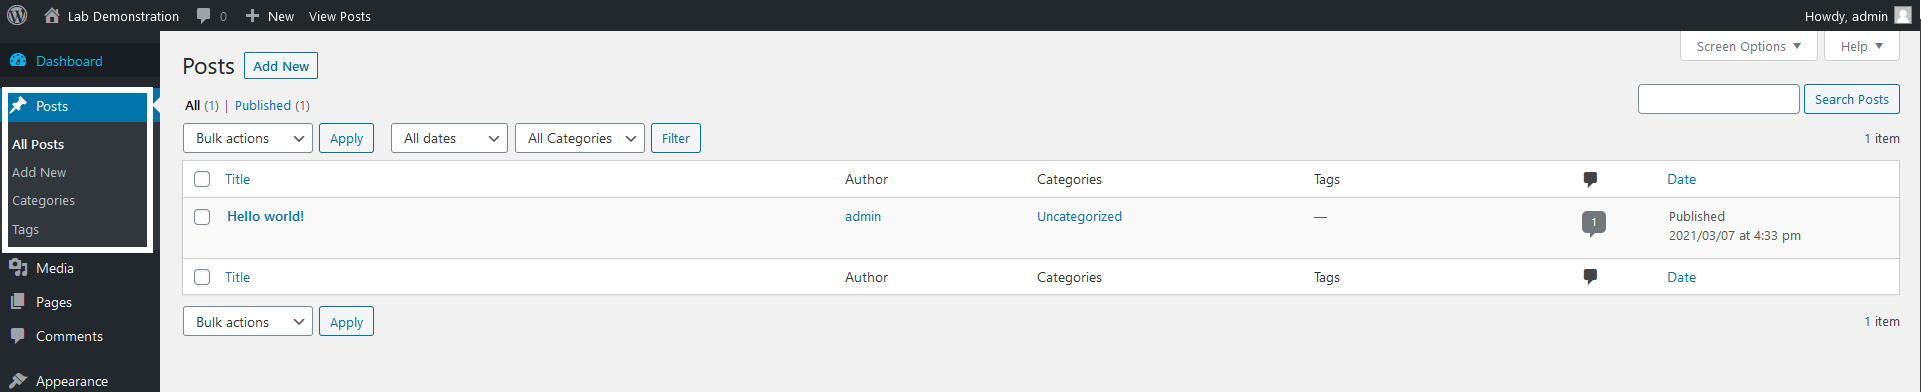 Lab Demonstration 0 New View Posts Howdy, admin
Dashboard
Posts
All Posts
Add New
Categories
Tags
Media
Pages
Comments
Appearance
Screen Options Help
Posts Add New
All (1) | Published (1)
Search Posts
Bulk actions Apply All dates All Categories Filter 1 item
Title Author Categories Tags Date
Hello world! admin Uncategorized — 1 Published
2021/03/07 at 4:33 pm
Title Author Categories Tags Date
Bulk actions Apply 1 item